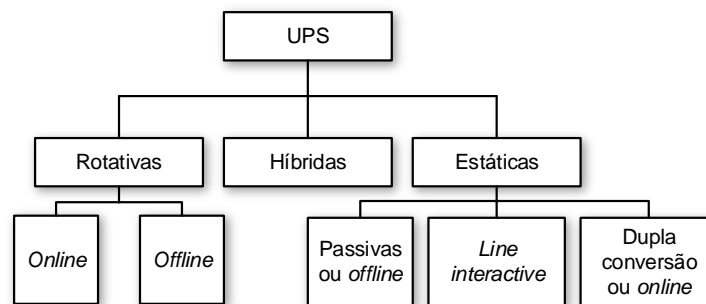 UPS
Rotativas
Híbridas
Estáticas
Online
Offline
Passivas
ou offline
Line
interactive
Dupla
conversão
ou online